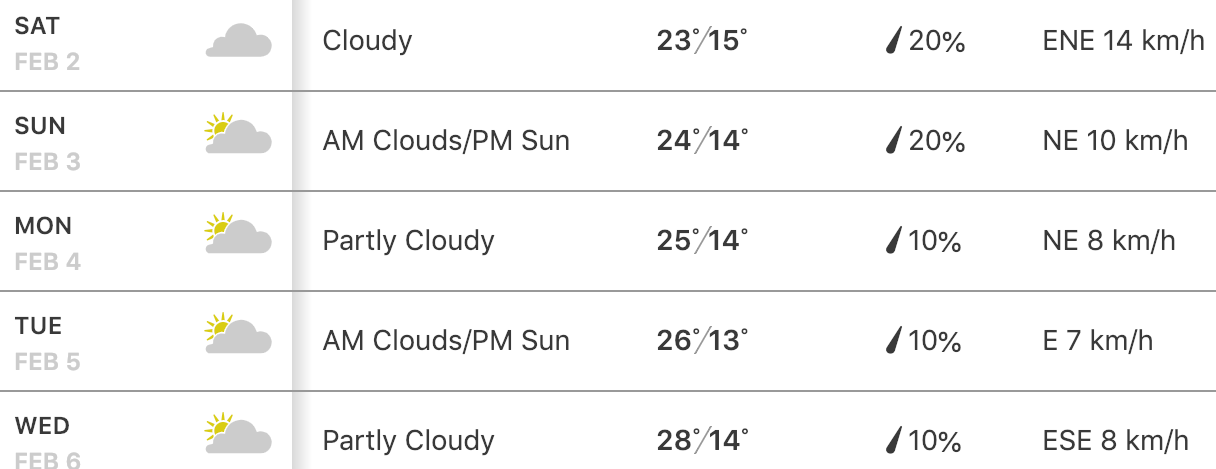 SAT
FEB 2
Cloudy 23°/15° 20% ENE 14 km/h
SUN
FEB 3
AM Clouds/PM Sun 24°/14° 20% NE 10 km/h
MON
FEB 4
Partly Cloudy 25°/14° 10% NE 8 km/h
TUE
FEB 5
AM Clouds/PM Sun 26°/13° 10% E 7 km/h
WED
FEB 6
Partly Cloudy 28°/14° 10% ESE 8 km/h